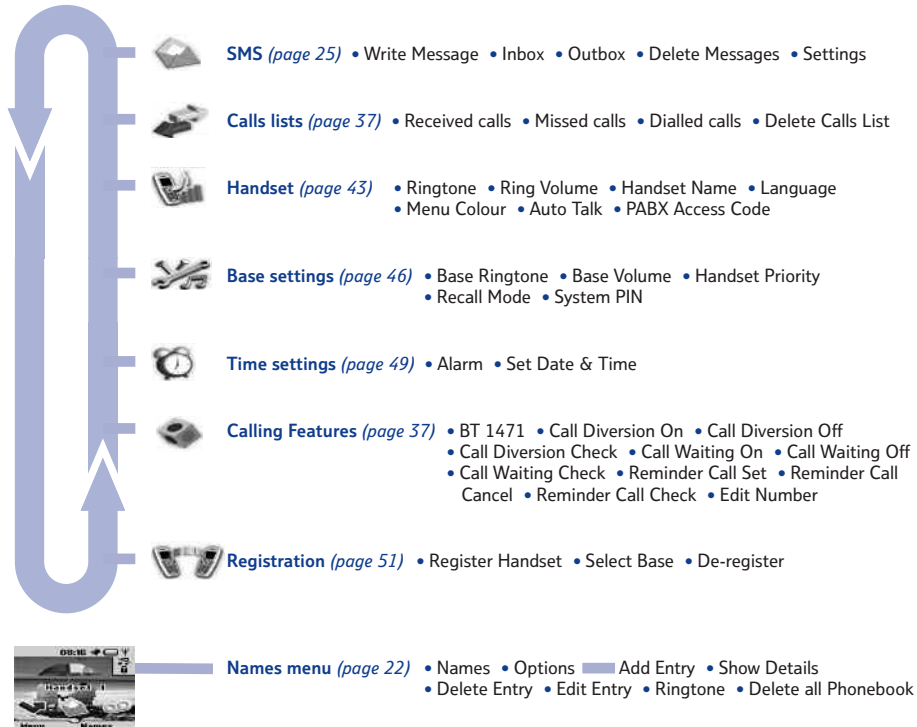 SMS (page 25) • Write Message • Inbox • Outbox • Delete Messages • Settings
Calls lists (page 37) • Received calls • Missed calls • Dialled calls • Delete Calls List
Handset (page 43) • Ringtone • Ring Volume • Handset Name • Language
• Menu Colour • Auto Talk • PABX Access Code
Base settings (page 46) • Base Ringtone • Base Volume • Handset Priority
• Recall Mode • System PIN
Time settings (page 49) • Alarm • Set Date & Time
Calling Features (page 37) • BT 1471 • Call Diversion On • Call Diversion Off
• Call Diversion Check • Call Waiting On • Call Waiting Off
• Call Waiting Check • Reminder Call Set • Reminder Call
Cancel • Reminder Call Check • Edit Number
Registration (page 51) • Register Handset • Select Base • De-register
08:16
Handset 1
Menu Names
Names menu (page 22) • Names • Options Add Entry • Show Details
• Delete Entry • Edit Entry • Ringtone • Delete all Phonebook